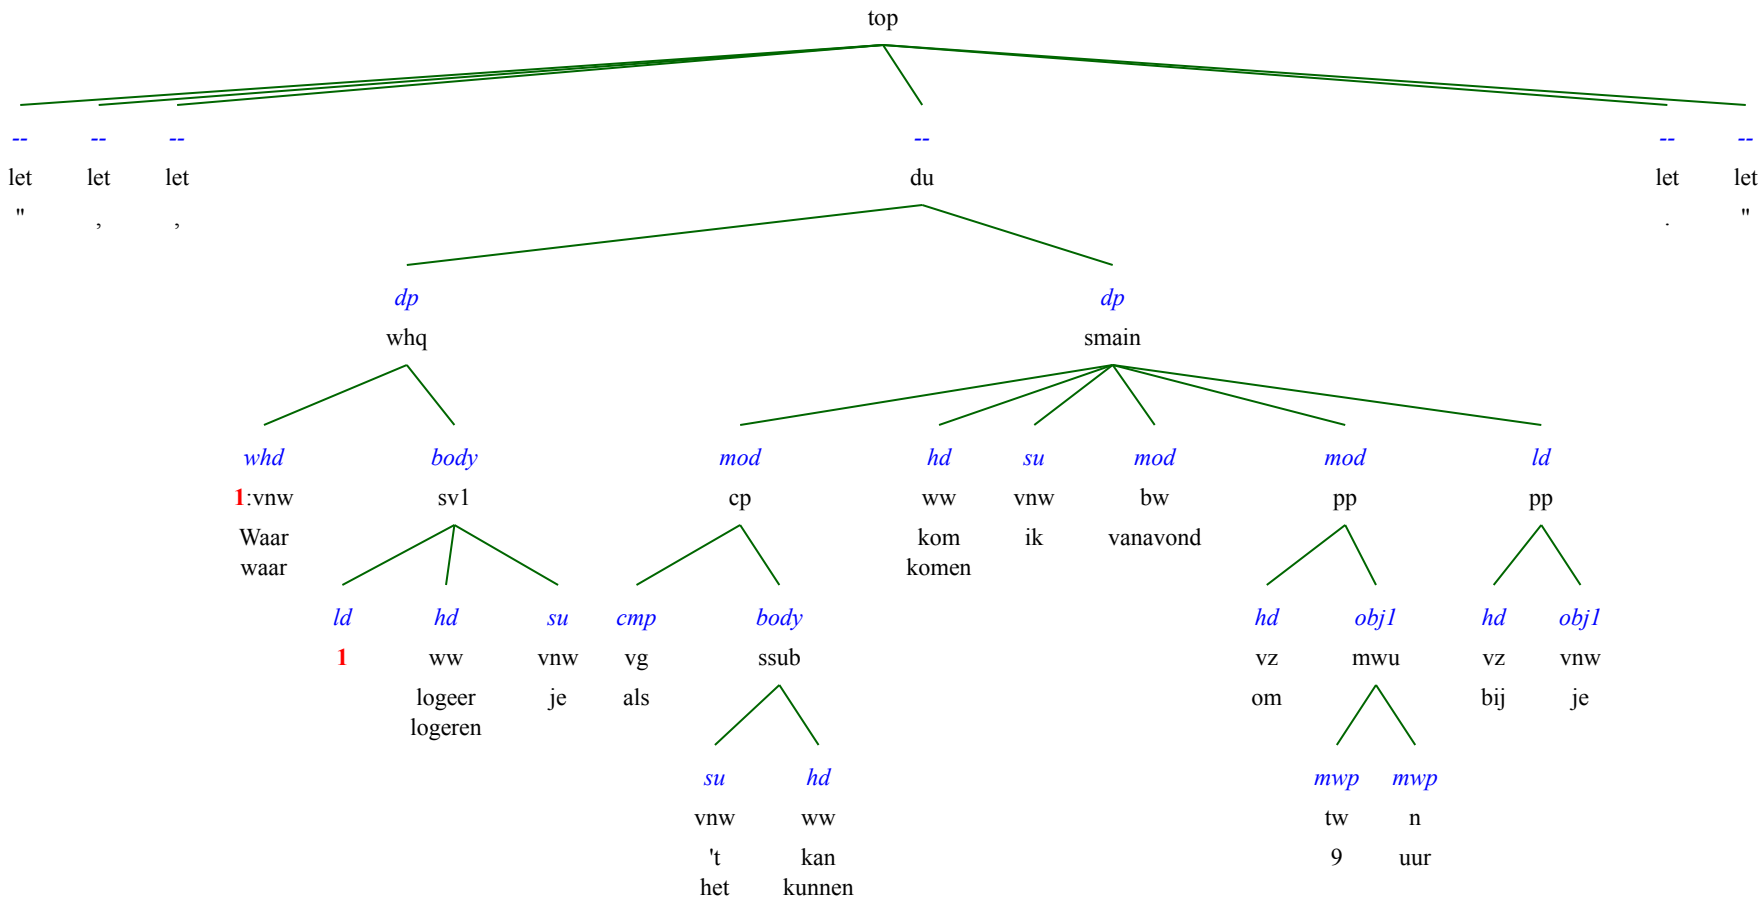 top
-- -- -- -- -- --
let let let du let let
" , , . "
dp dp
whq smain
whd body mod hd su mod mod ld
1:vnw sv1 cp ww vnw bw pp pp
Waar kom ik vanavond
waar komen
ld hd su cmp body hd obj1 hd obj1
1 ww vnw vg ssub vz mwu vz vnw
logeer je als om bij je
logeren
su hd mwp mwp
vnw ww tw n
't kan 9 uur
het kunnen